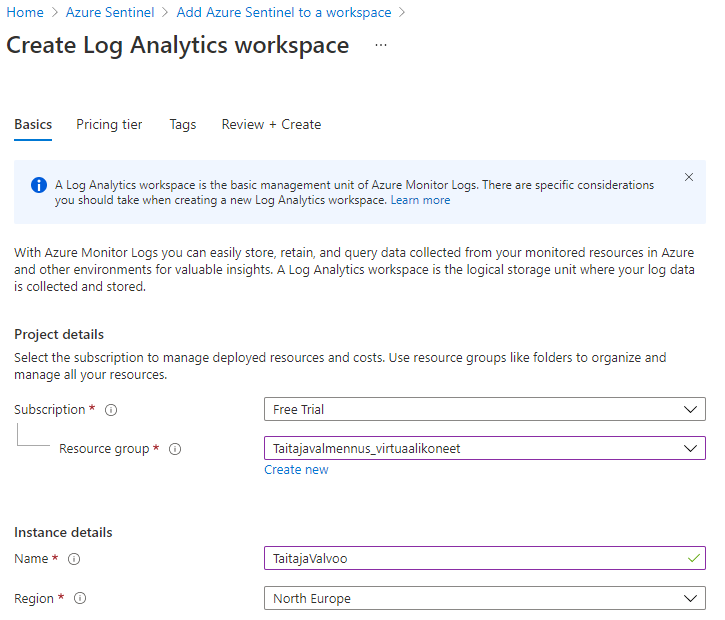 Home > Azure Sentinel > Add Azure Sentinel to a workspace >
Create Log Analytics workspace ...
Basics Pricing tier Tags Review + Create
A Log Analytics workspace is the basic management unit of Azure Monitor Logs. There are specific considerations
you should take when creating a new Log Analytics workspace. Learn more
With Azure Monitor Logs you can easily store, retain, and query data collected from your monitored resources in Azure
and other environments for valuable insights. A Log Analytics workspace is the logical storage unit where your log data
is collected and stored.
Project details
Select the subscription to manage deployed resources and costs. Use resource groups like folders to organize and
manage all your resources.
Subscription * Free Trial
Resource group * Taitajavalmennus_virtuaalikoneet
Create new
Instance details
Name * TaitajaValvoo
Region * North Europe